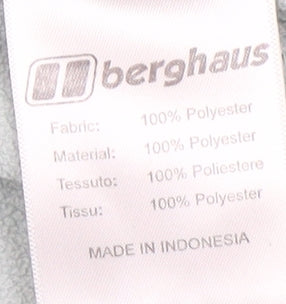 berghaus
Fabric: 100% Polyester
Material: 100% Polyester
Tessuto: 100% Poliestere
Tissu: 100% Polyester
MADE IN INDONESIA